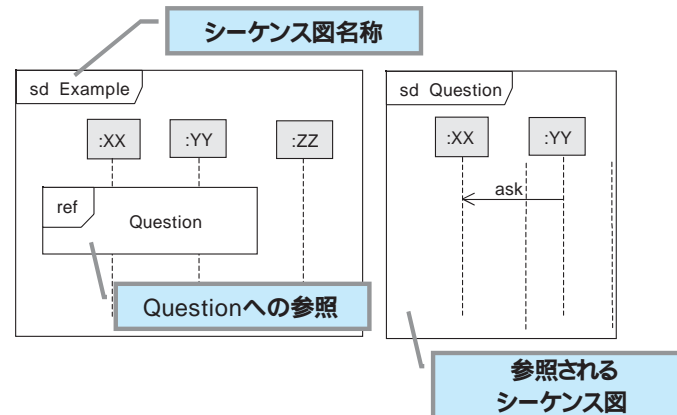 シーケンス図名称
sd Example
:XX
:YY
:ZZ
ref
Question
Questionへの参照
sd Question
:XX
:YY
ask
参照される
シーケンス図